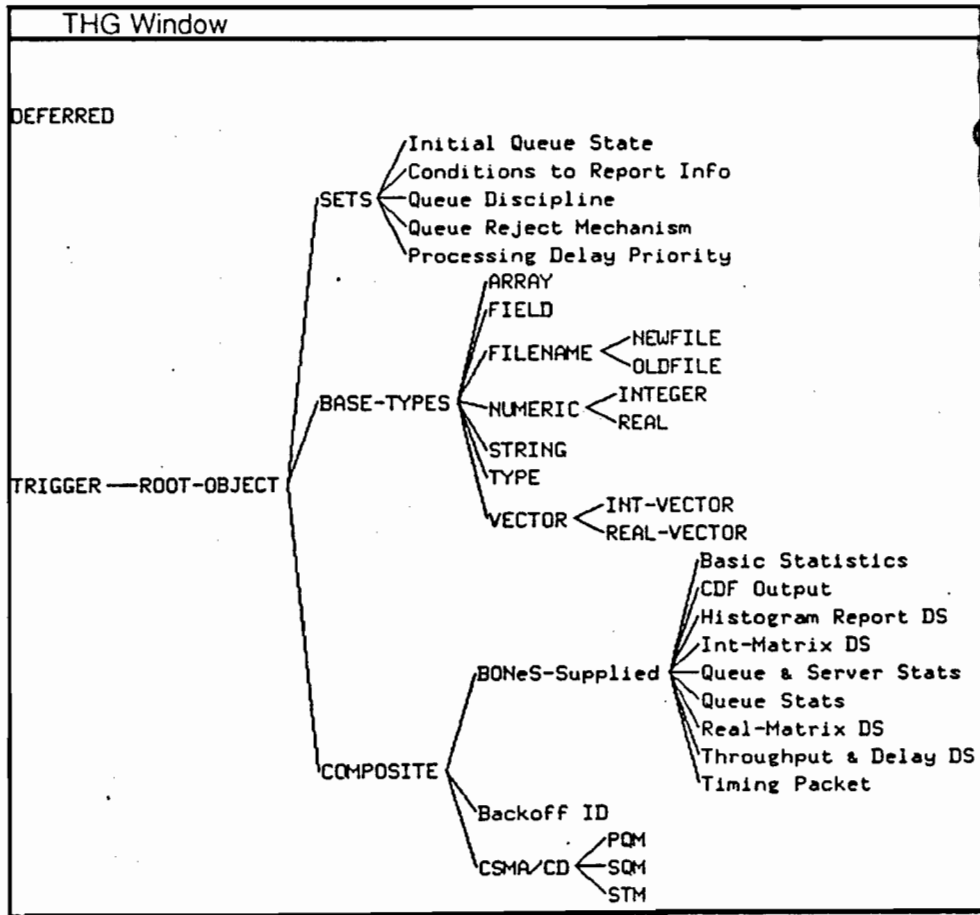 THG Window
DEFERRED
Initial Queue State
Conditions to Report Info
SETS
Queue Discipline
Queue Reject Mechanism
Processing Delay Priority
ARRAY
FIELD
NEWFILE
FILENAME
OLDFILE
INTEGER
BASE-TYPES
NUMERIC
REAL
STRING
TYPE
TRIGGER
ROOT-OBJECT
INT-VECTOR
VECTOR
REAL-VECTOR
Basic Statistics
CDF Output
Histogram Report DS
Int-Matrix DS
BONeS-Supplied
Queue & Server Stats
Queue Stats
Real-Matrix DS
Throughput & Delay DS
COMPOSITE
Timing Packet
Backoff ID
PQM
CSMA/CD
SQM
STM